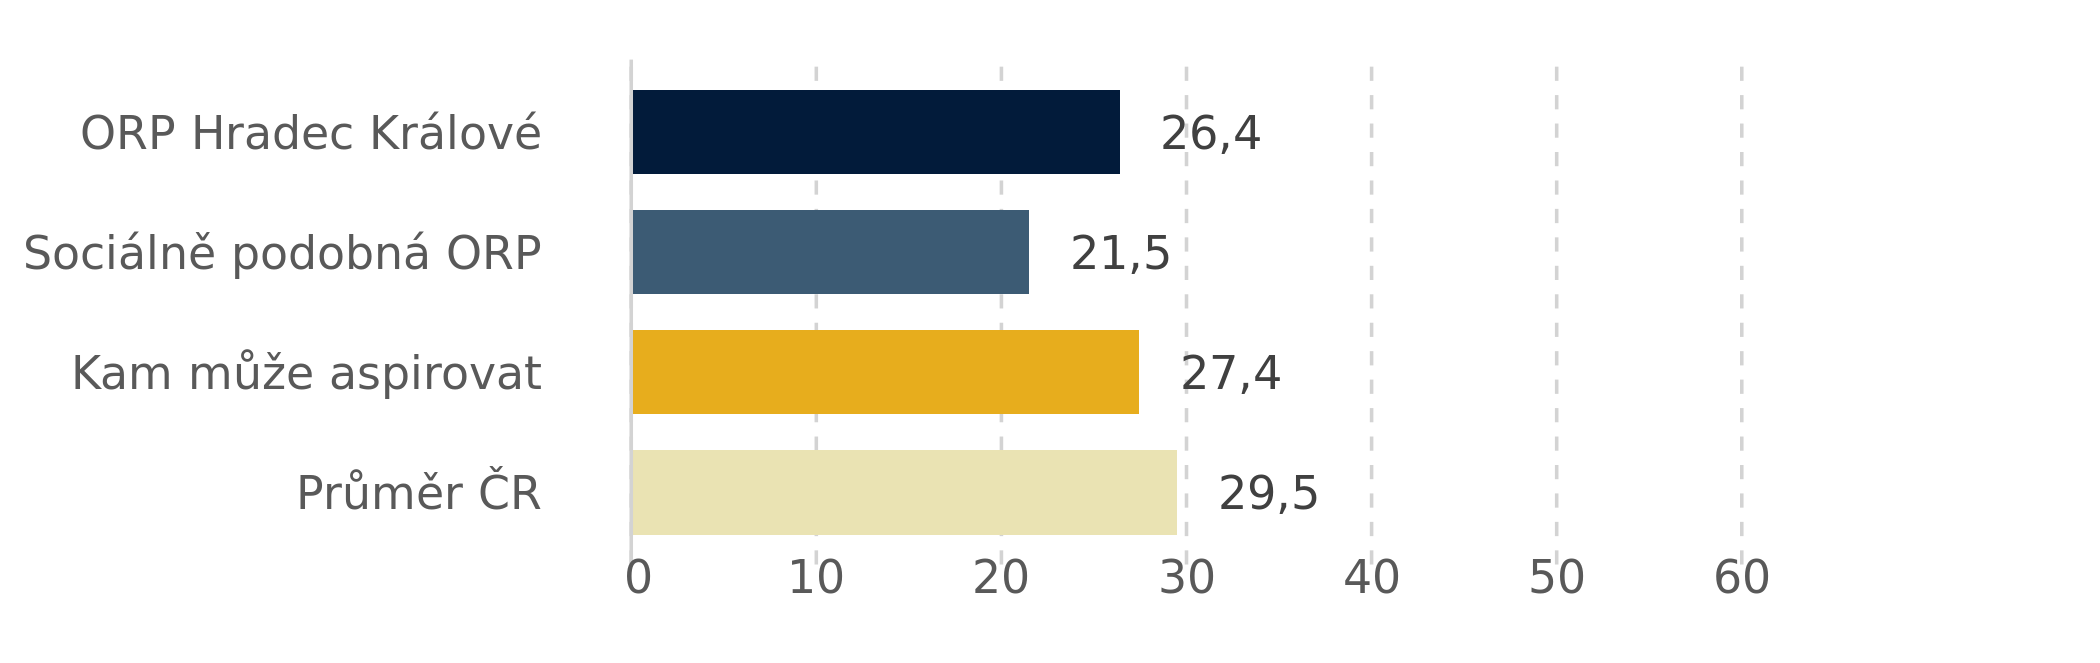 ORP Hradec Králové 26,4
Sociálně podobná ORP 21,5
Kam může aspirovat 27,4
Průměr ČR 29,5
0 10 20 30 40 50 60